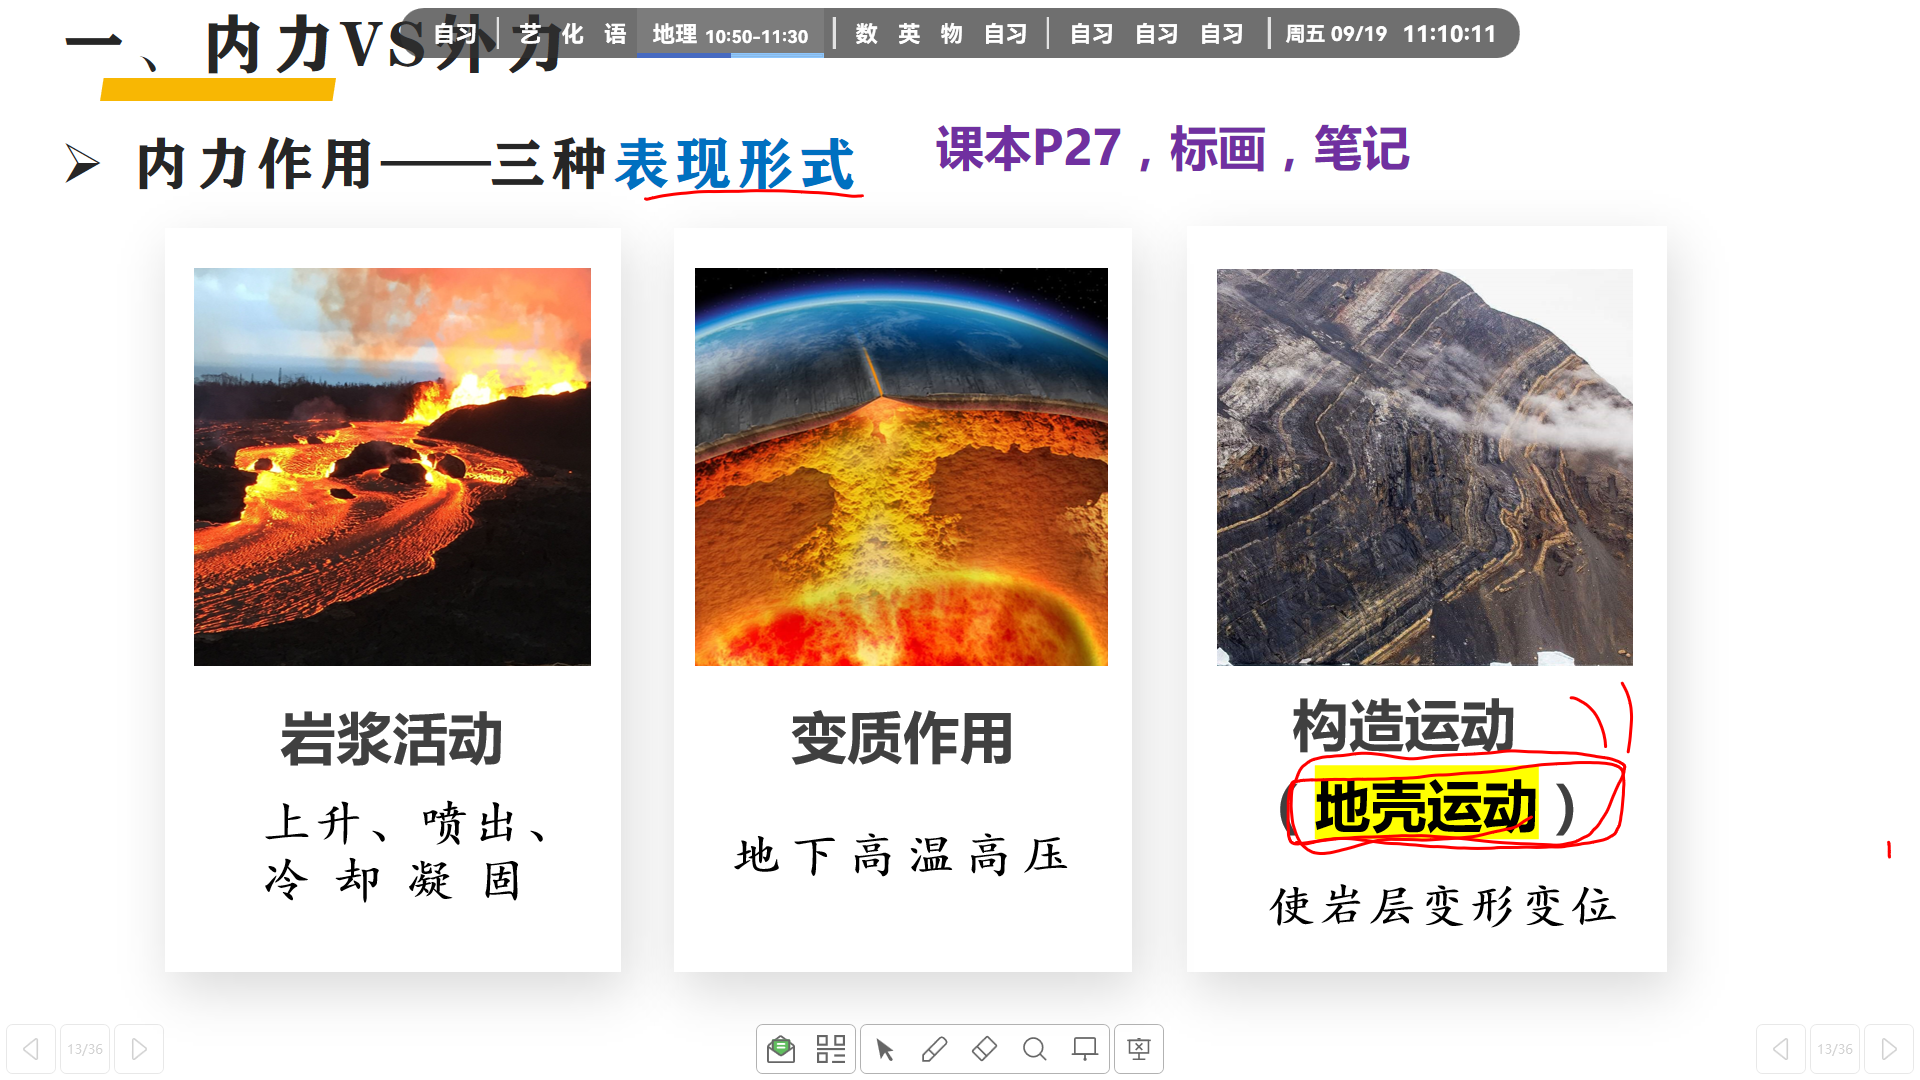 自习 | 艺 化 语 地理 10:50-11:30 | 数 英 物 自习 | 自习 自习 自习 | 周五 09/19 11:10:11
一、内力VS外力
内力作用——三种表现形式
课本P27，标画，笔记
岩浆活动
上升、喷出、
冷却凝固
变质作用
地下高温高压
构造运动
（地壳运动）
使岩层变形变位
13/36
13/36